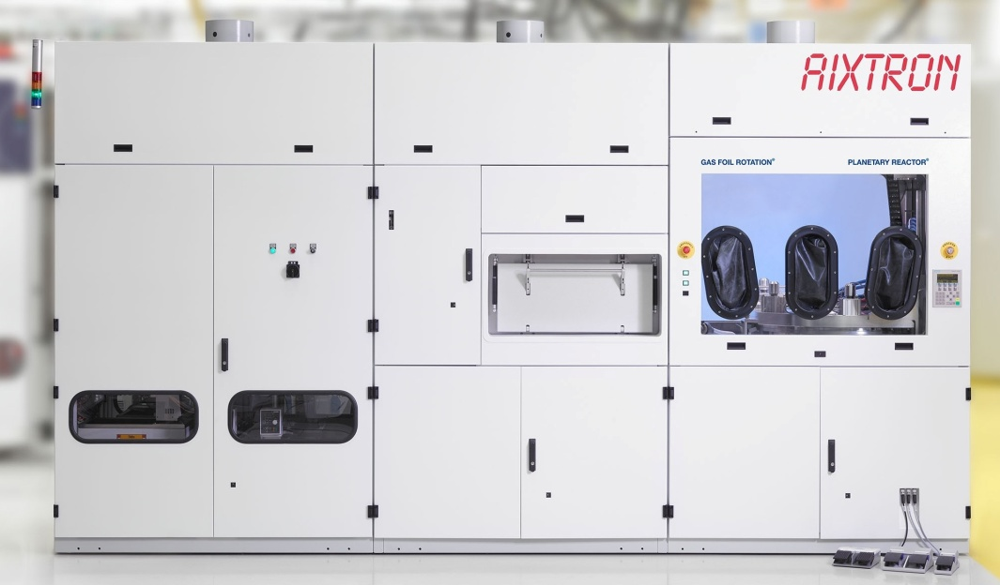 AIXTRON
GAS FOIL ROTATION®
PLANETARY REACTOR®